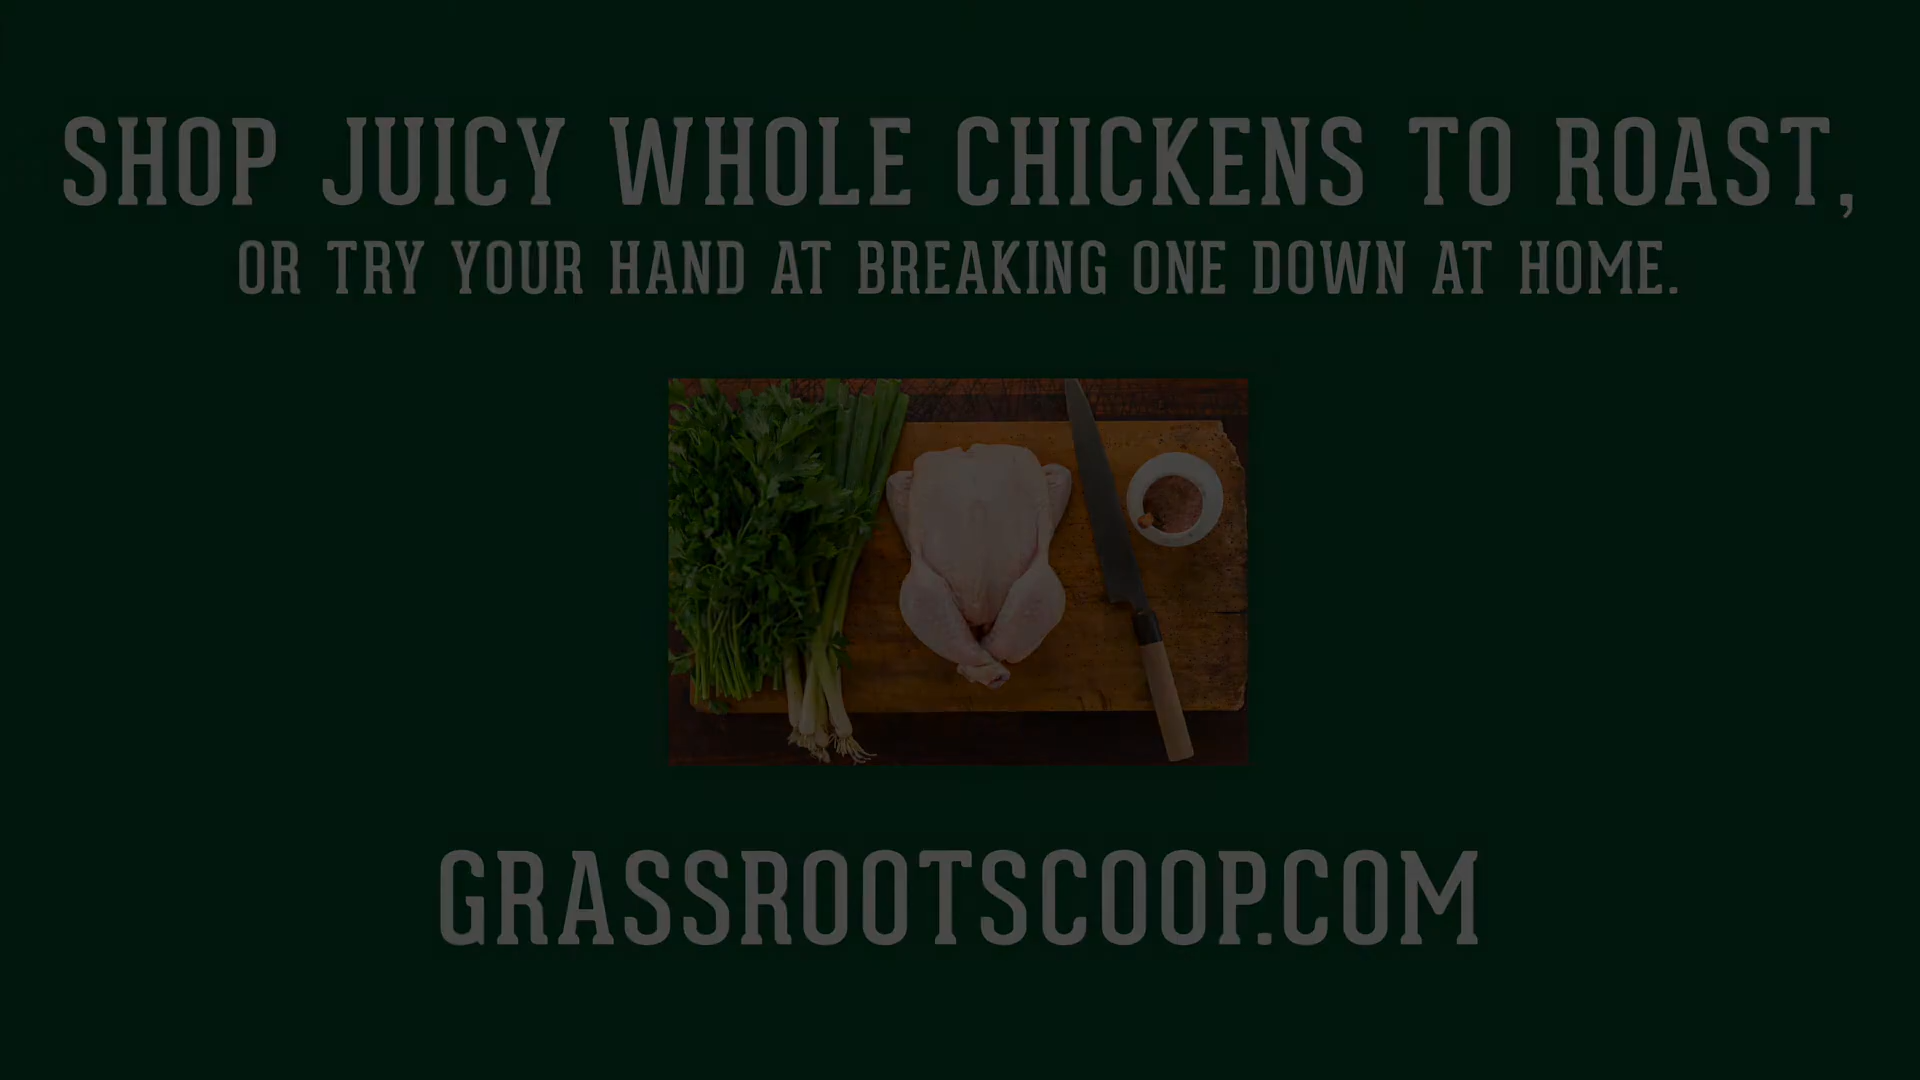 SHOP JUICY WHOLE CHICKENS TO ROAST,
OR TRY YOUR HAND AT BREAKING ONE DOWN AT HOME.
GRASSROOTSCOOP.COM